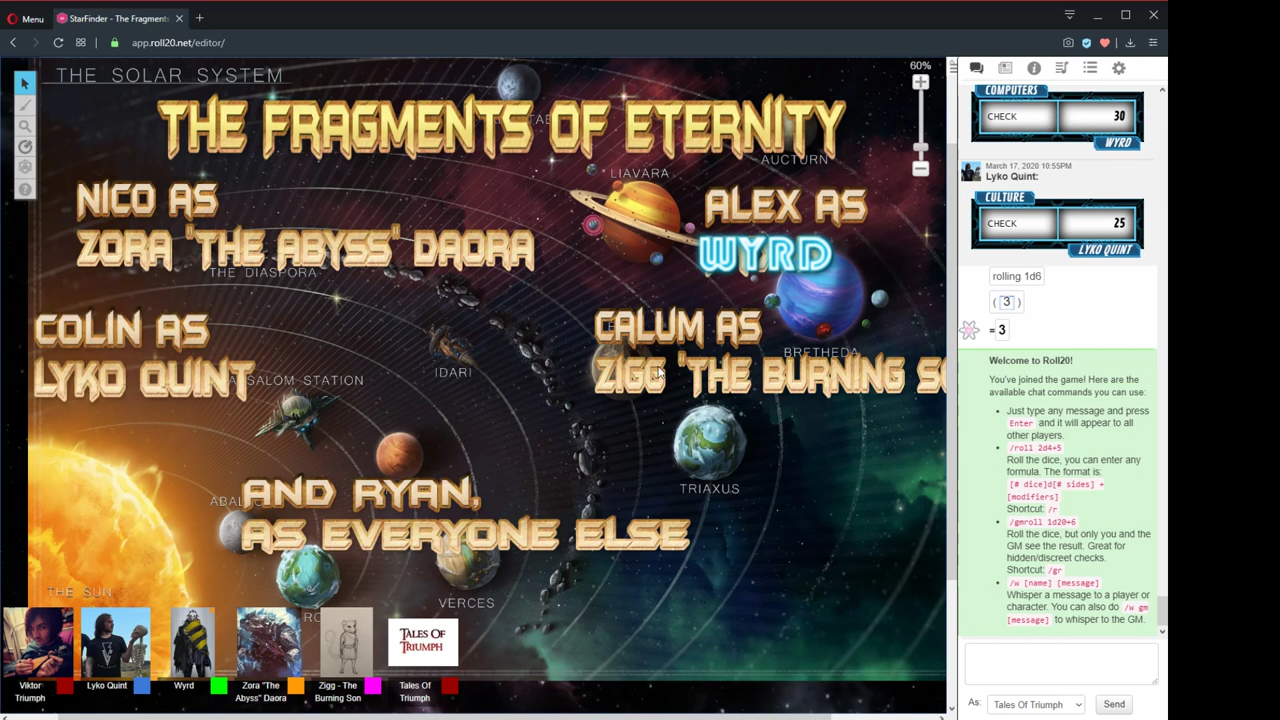 Menu
StarFinder - The Fragments
app.roll20.net/editor/
THE SOLAR SYSTEM
60%
THE FRAGMENTS OF ETERNITY
AUCTURN
LIAVARA
NICO AS
ZORA "THE ABYSS" DAORA
ALEX AS
WYRD
THE DIASPORA
COLIN AS
LYKO QUINT
CALUM AS
ZIGG "THE BURNING SO
BRETHEDA
IDARI
ABSALOM STATION
TRIAXUS
AND RYAN,
AS EVERYONE ELSE
THE SUN
VERCES
TALES OF
TRIUMPH
Viktor
Triumph
Lyko Quint
Wyrd
Zora "The
Abyss" Daora
Zigg - The
Burning Son
Tales Of
Triumph
COMPUTERS
CHECK 30
WYRD
March 17, 2020 10:55PM
Lyko Quint:
CULTURE
CHECK 25
LYKO QUINT
rolling 1d6
( 3 )
= 3
Welcome to Roll20!
You've joined the game! Here are the
available chat commands you can use:
• Just type any message and press
Enter and it will appear to all
other players.
• /roll 2d4+5
Roll the dice, you can enter any
formula. The format is:
[# dice]d[# sides] +
[modifiers]
Shortcut: /r
• /gmroll 1d20+6
Roll the dice, but only you and the
GM see the result. Great for
hidden/discreet checks.
Shortcut: /gr
• /w [name] [message]
Whisper a message to a player or
character. You can also do /w gm
[message] to whisper to the GM.
As: Tales Of Triumph
Send